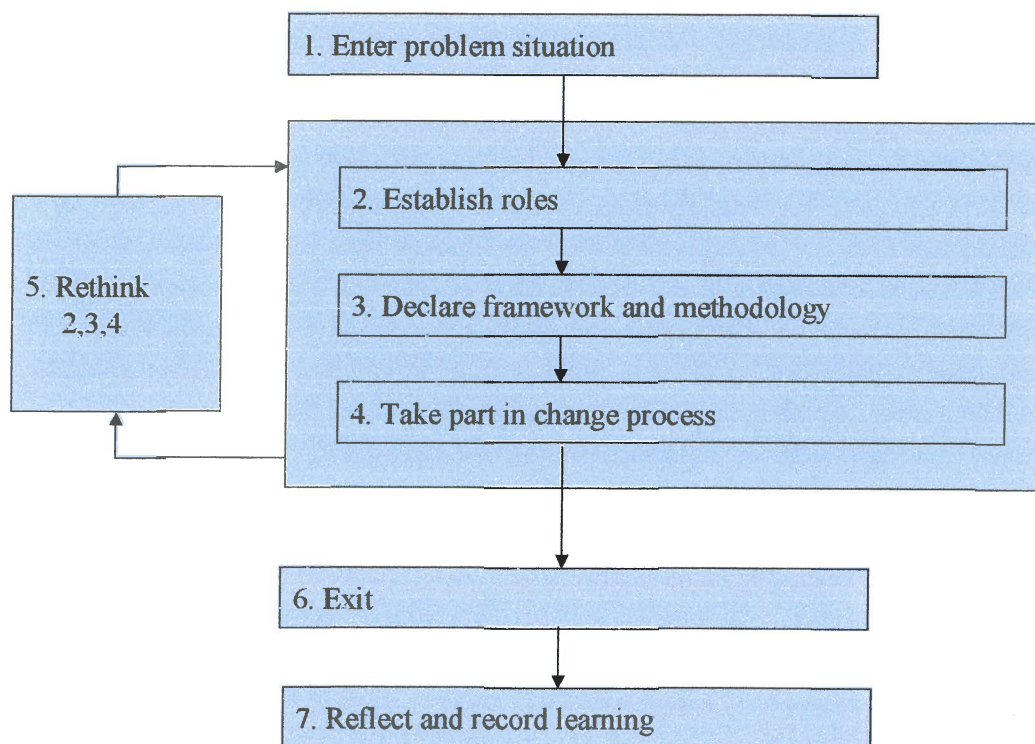 1. Enter problem situation
2. Establish roles
3. Declare framework and methodology
4. Take part in change process
5. Rethink
2,3,4
6. Exit
7. Reflect and record learning